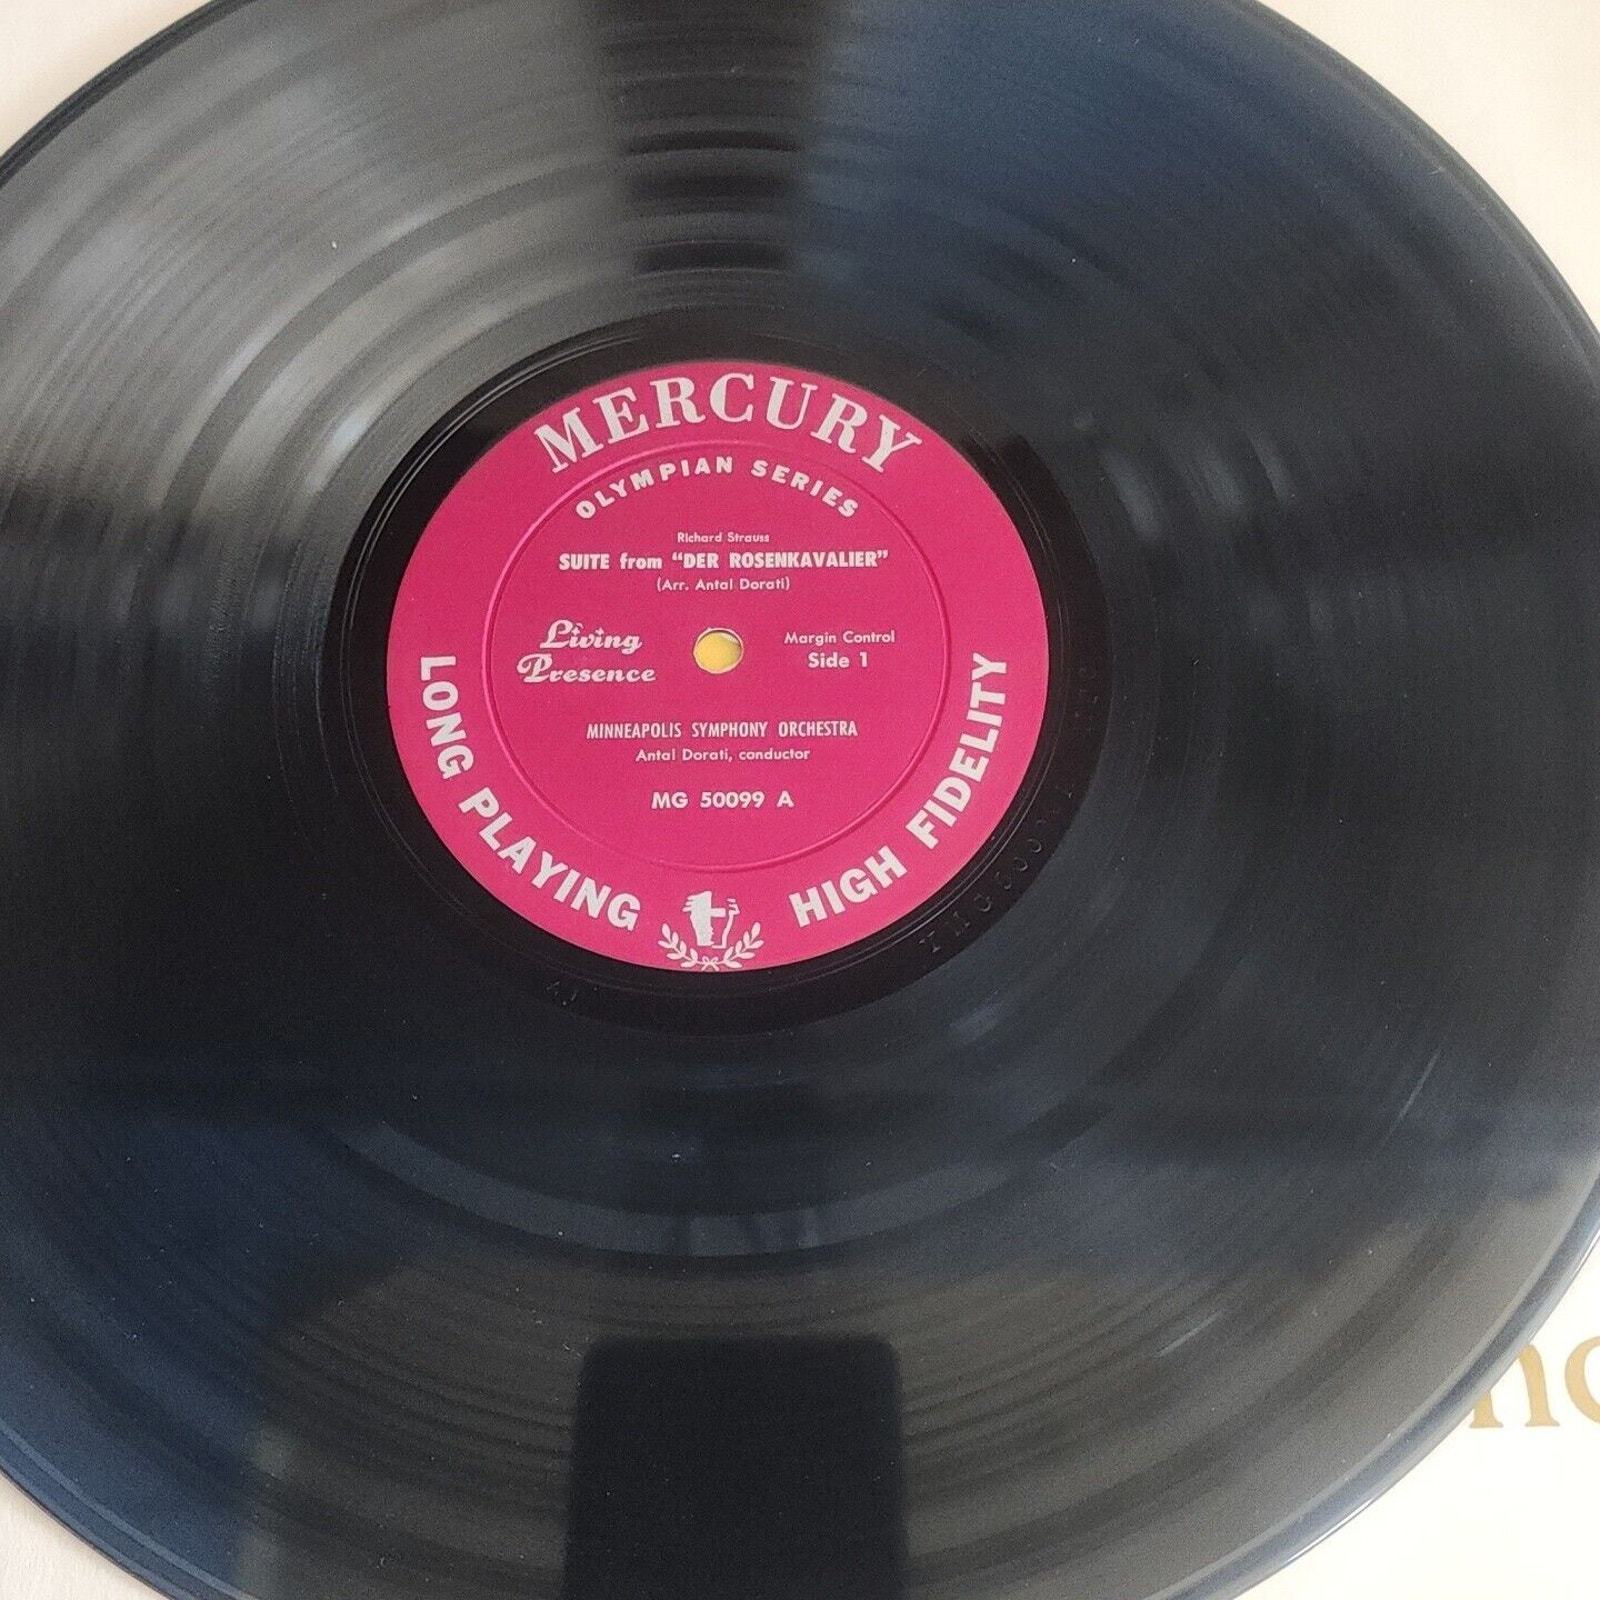 MERCURY
OLYMPIAN SERIES
Richard Strauss
SUITE from "DER ROSENKAVALIER"
(Arr. Antal Dorati)
Living
Presence
Margin Control
Side 1
MINNEAPOLIS SYMPHONY ORCHESTRA
Antal Dorati, conductor
MG 50099 A
LONG PLAYING
HIGH FIDELITY